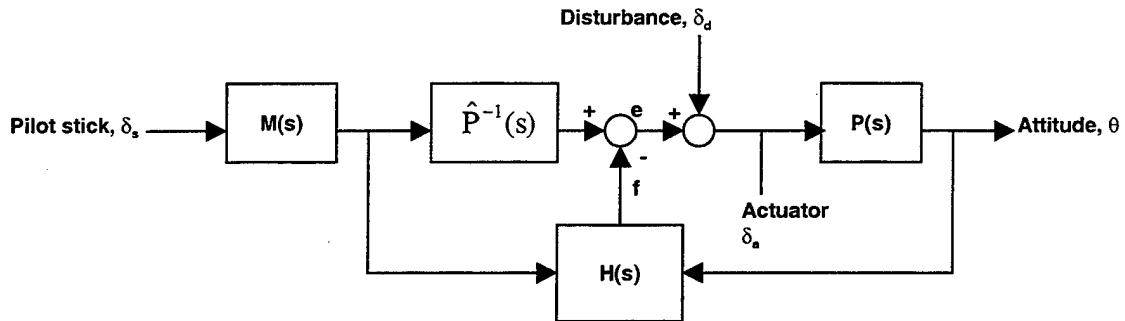 Disturbance, δd
Pilot stick, δs
M(s)
P̂⁻¹(s)
+
e
+
P(s)
Attitude, θ
-
f
Actuator
δa
H(s)